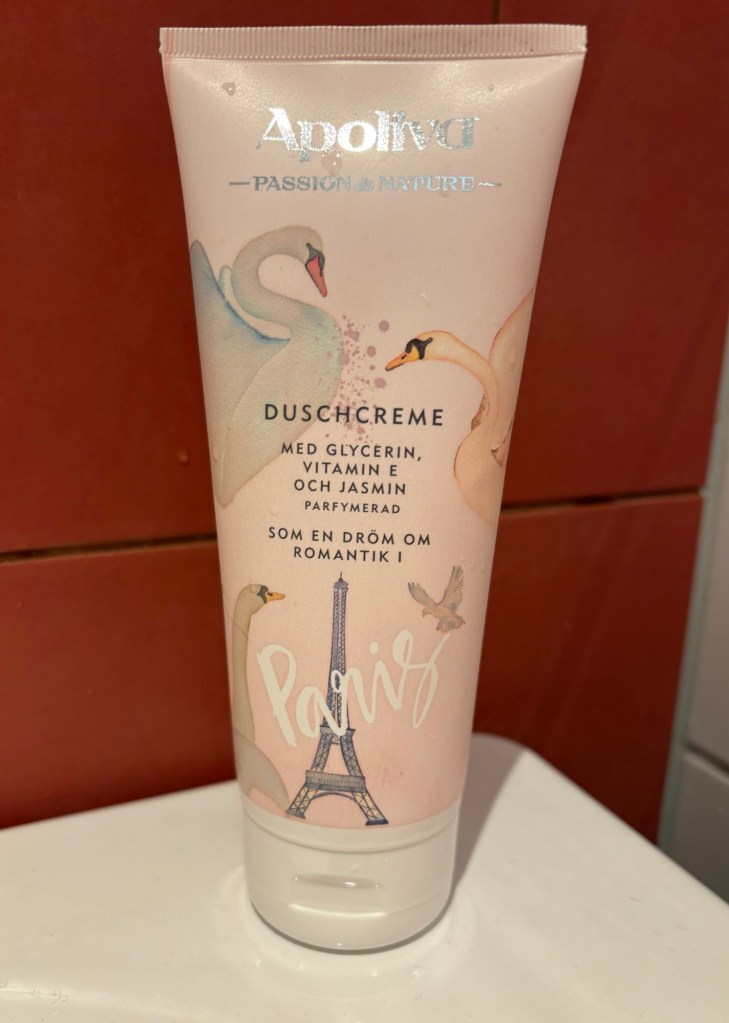 Apoliva
PASSION & NATURE
DUSCHCREME
MED GLYCERIN,
VITAMIN E
OCH JASMIN
PARFYMERAD
SOM EN DRÖM OM
ROMANTIK I
Paris